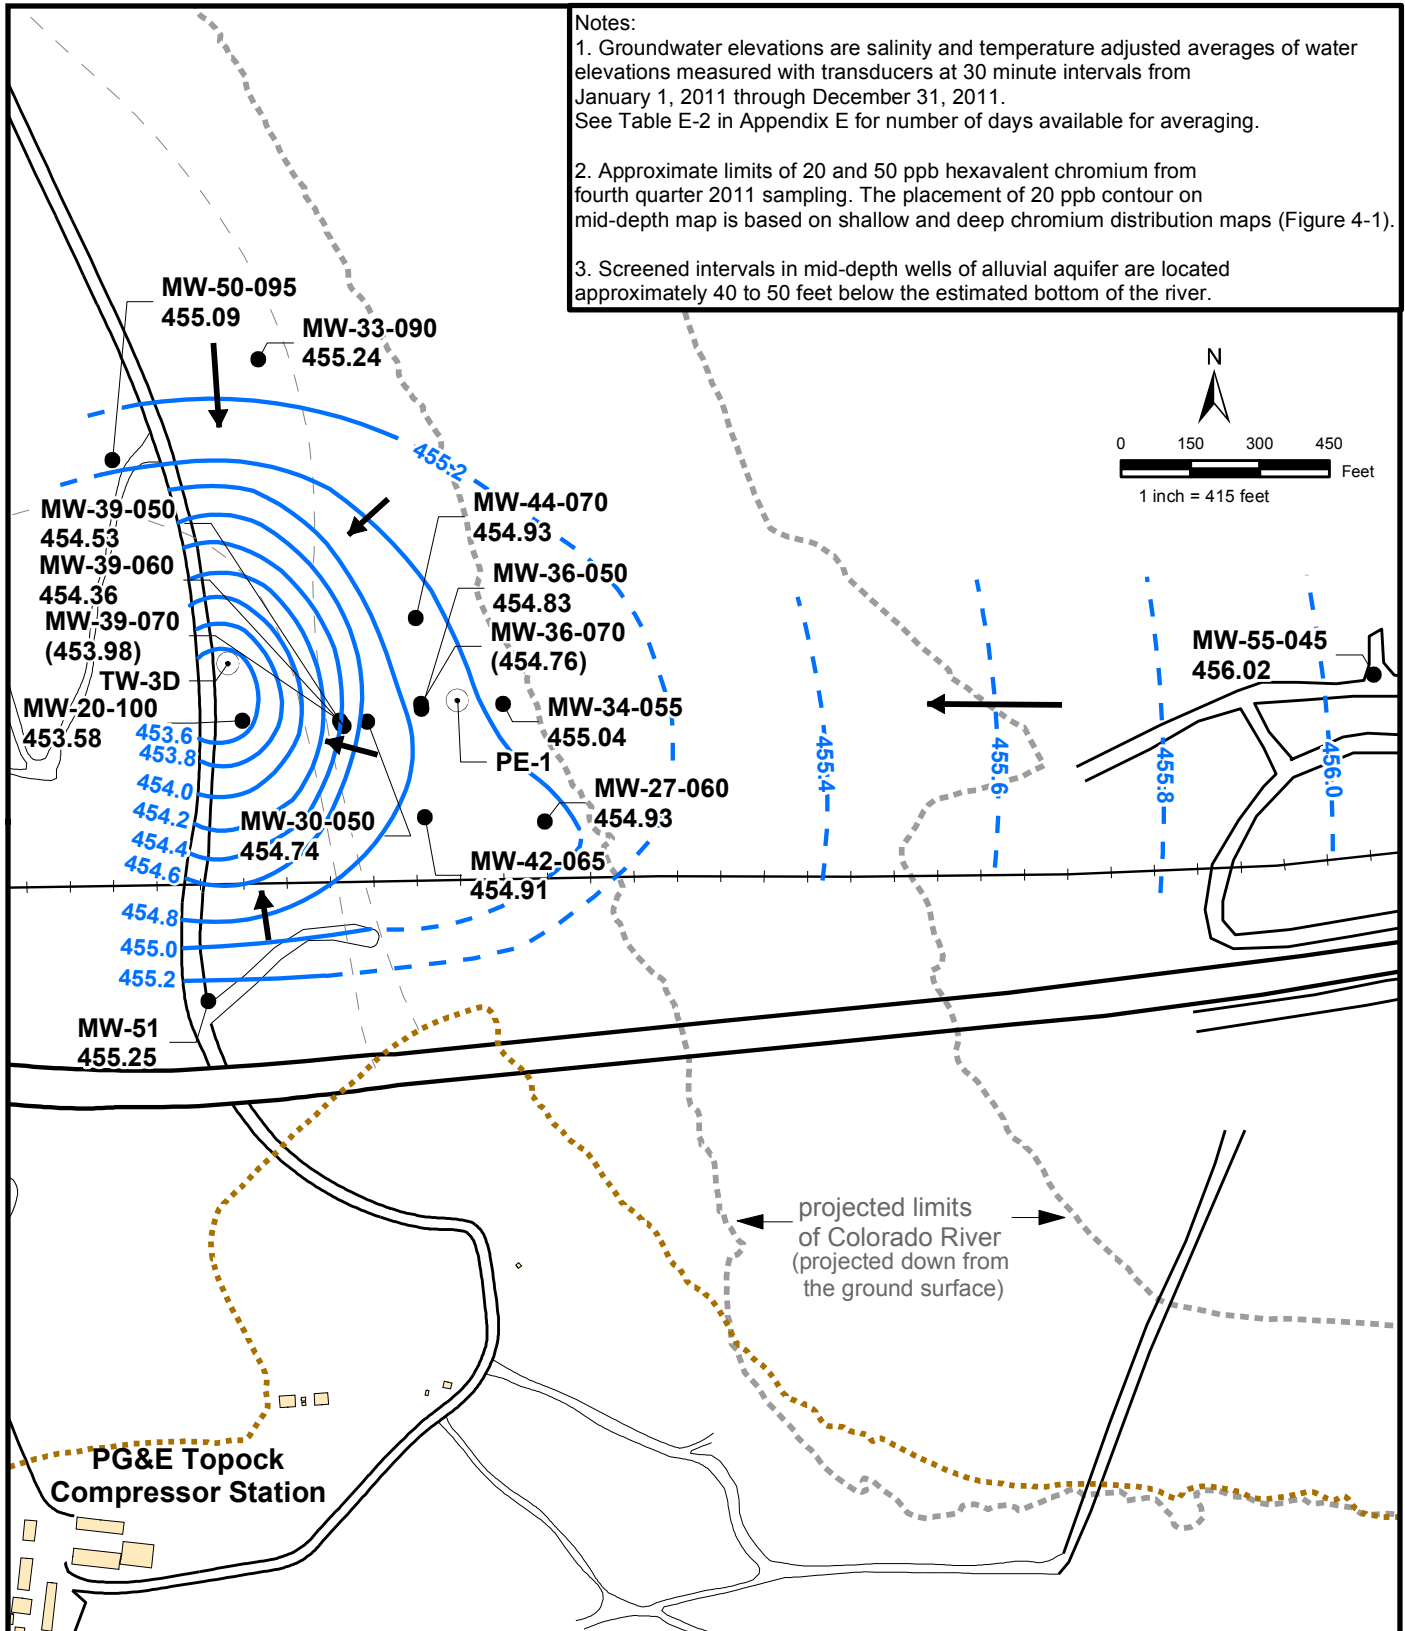 Notes:
1. Groundwater elevations are salinity and temperature adjusted averages of water
elevations measured with transducers at 30 minute intervals from
January 1, 2011 through December 31, 2011.
See Table E-2 in Appendix E for number of days available for averaging.
2. Approximate limits of 20 and 50 ppb hexavalent chromium from
fourth quarter 2011 sampling. The placement of 20 ppb contour on
mid-depth map is based on shallow and deep chromium distribution maps (Figure 4-1).
3. Screened intervals in mid-depth wells of alluvial aquifer are located
approximately 40 to 50 feet below the estimated bottom of the river.
MW-50-095
455.09
MW-33-090
455.24
N
0 150 300 450
Feet
1 inch = 415 feet
455.2
MW-44-070
454.93
MW-39-050
454.53
MW-39-060
454.36
MW-39-070
(453.98)
TW-3D
MW-20-100
453.58
MW-36-050
454.83
MW-36-070
(454.76)
MW-34-055
455.04
PE-1
MW-27-060
454.93
MW-55-045
456.02
453.6
453.8
454.0
454.2
454.4
454.6
454.8
455.0
455.2
MW-30-050
454.74
MW-42-065
454.91
455.4
455.6
455.8
456.0
MW-51
455.25
projected limits
of Colorado River
(projected down from
the ground surface)
PG&E Topock
Compressor Station